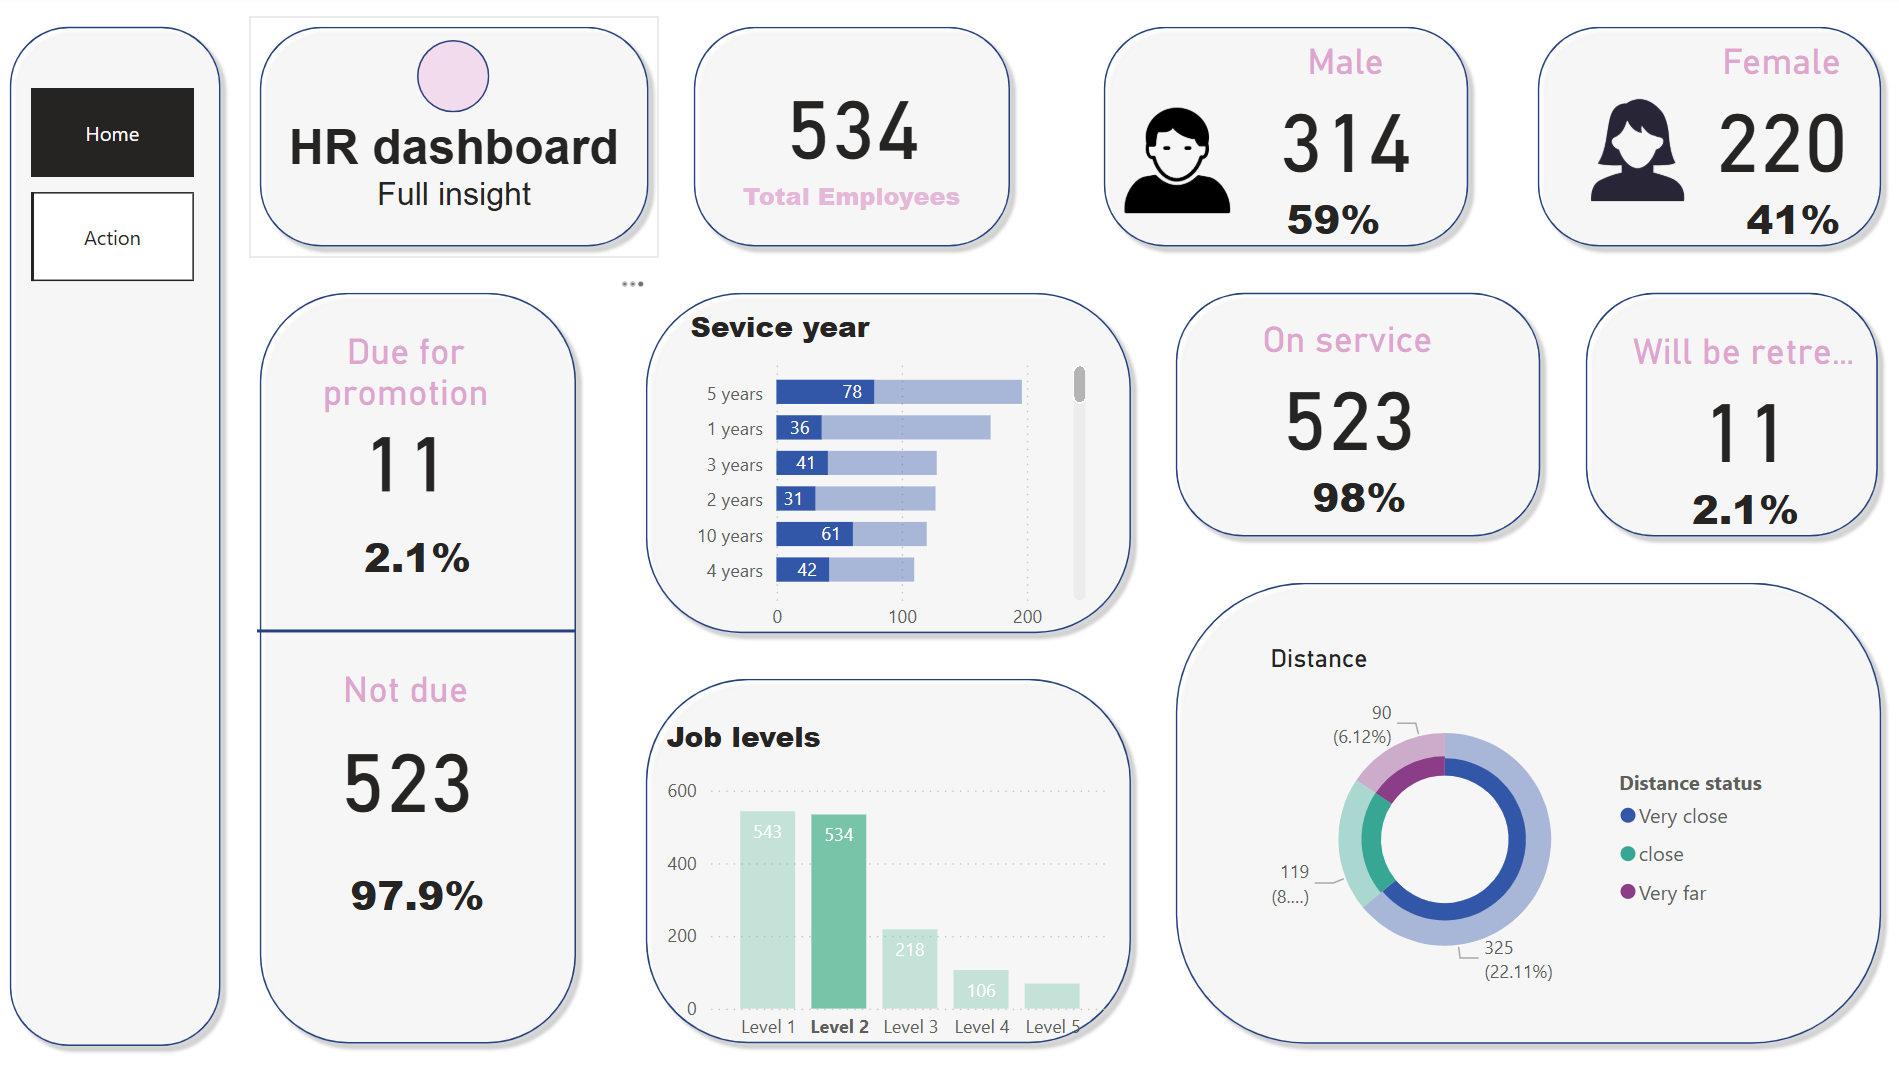 Home
Action
HR dashboard
Full insight
534
Total Employees
Male
314
59%
Female
220
41%
Due for
promotion
11
2.1%
Not due
523
97.9%
Sevice year
5 years
78
1 years
36
3 years
41
2 years
31
10 years
61
4 years
42
0
100
200
On service
523
98%
Will be retre...
11
2.1%
Job levels
600
400
200
0
543
534
218
106
Level 1
Level 2
Level 3
Level 4
Level 5
Distance
90
(6.12%)
119
(8....)
325
(22.11%)
Distance status
Very close
close
Very far